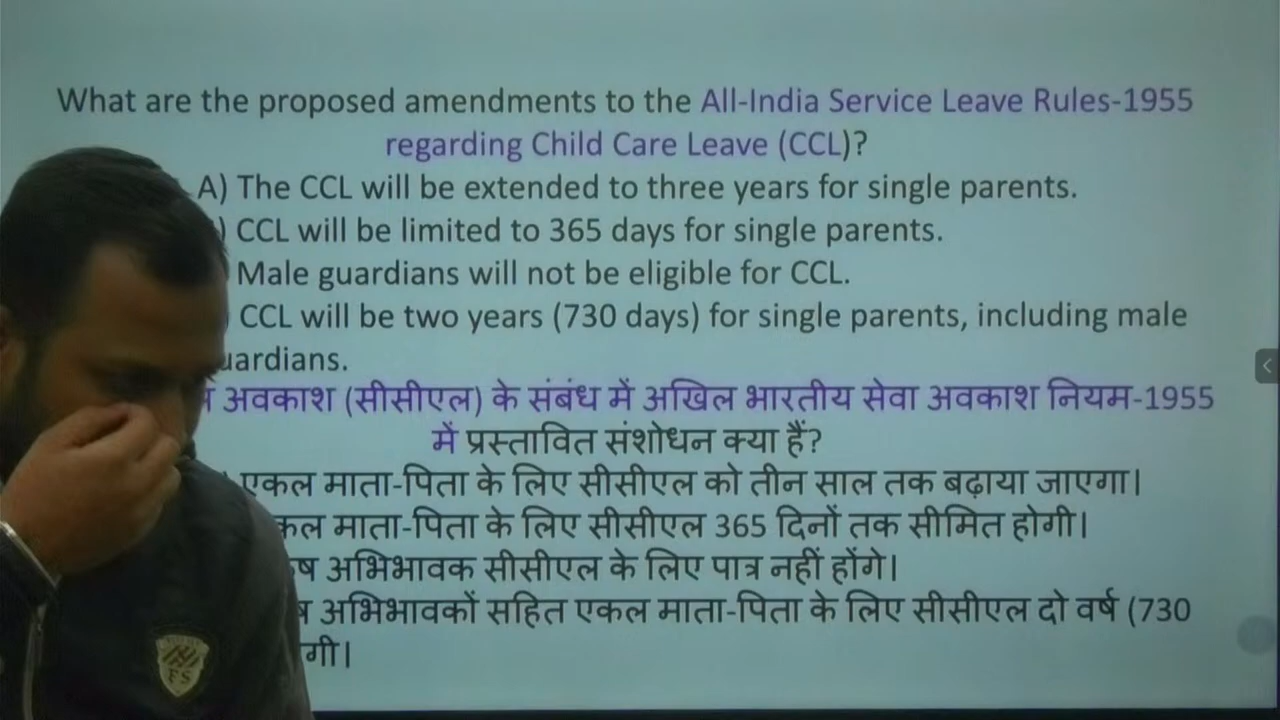 What are the proposed amendments to the All-India Service Leave Rules-1955
regarding Child Care Leave (CCL)?
A) The CCL will be extended to three years for single parents.
) CCL will be limited to 365 days for single parents.
Male guardians will not be eligible for CCL.
) CCL will be two years (730 days) for single parents, including male
uardians.
अवकाश (सीसीएल) के संबंध में अखिल भारतीय सेवा अवकाश नियम-1955
में प्रस्तावित संशोधन क्या हैं?
एकल माता-पिता के लिए सीसीएल को तीन साल तक बढ़ाया जाएगा।
कल माता-पिता के लिए सीसीएल 365 दिनों तक सीमित होगी।
ष अभिभावक सीसीएल के लिए पात्र नहीं होंगे।
ष अभिभावकों सहित एकल माता-पिता के लिए सीसीएल दो वर्ष (730
गी।
FS